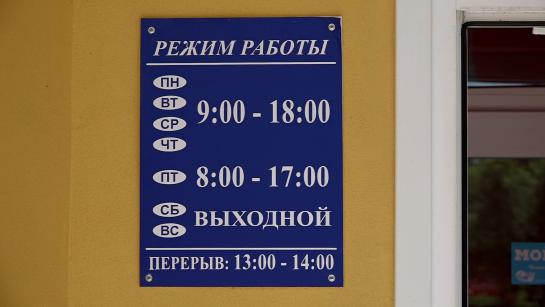 РЕЖИМ РАБОТЫ
ПН
ВТ
СР
ЧТ
9:00 - 18:00
ПТ 8:00 - 17:00
СБ
ВС
ВЫХОДНОЙ
ПЕРЕРЫВ: 13:00 - 14:00